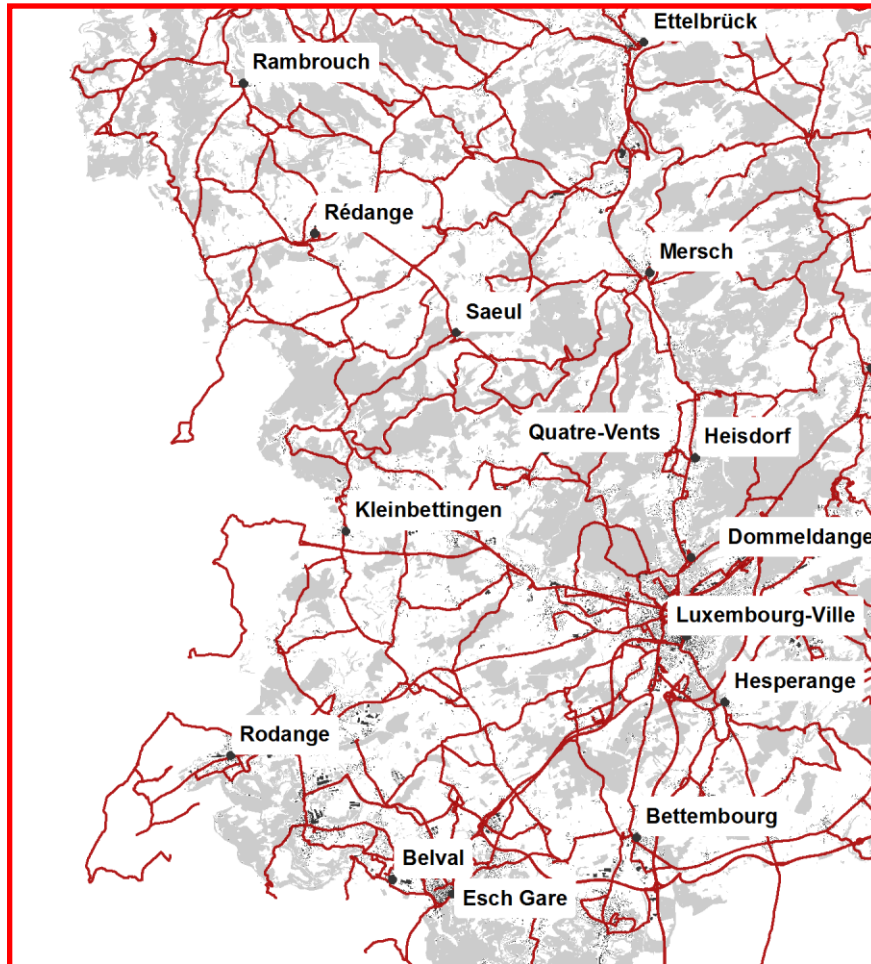 Ettelbrück
Rambrouch
Rédange
Mersch
Saeul
Quatre-Vents
Heisdorf
Kleinbettingen
Dommeldange
Luxembourg-Ville
Hesperange
Rodange
Bettembourg
Belval
Esch Gare